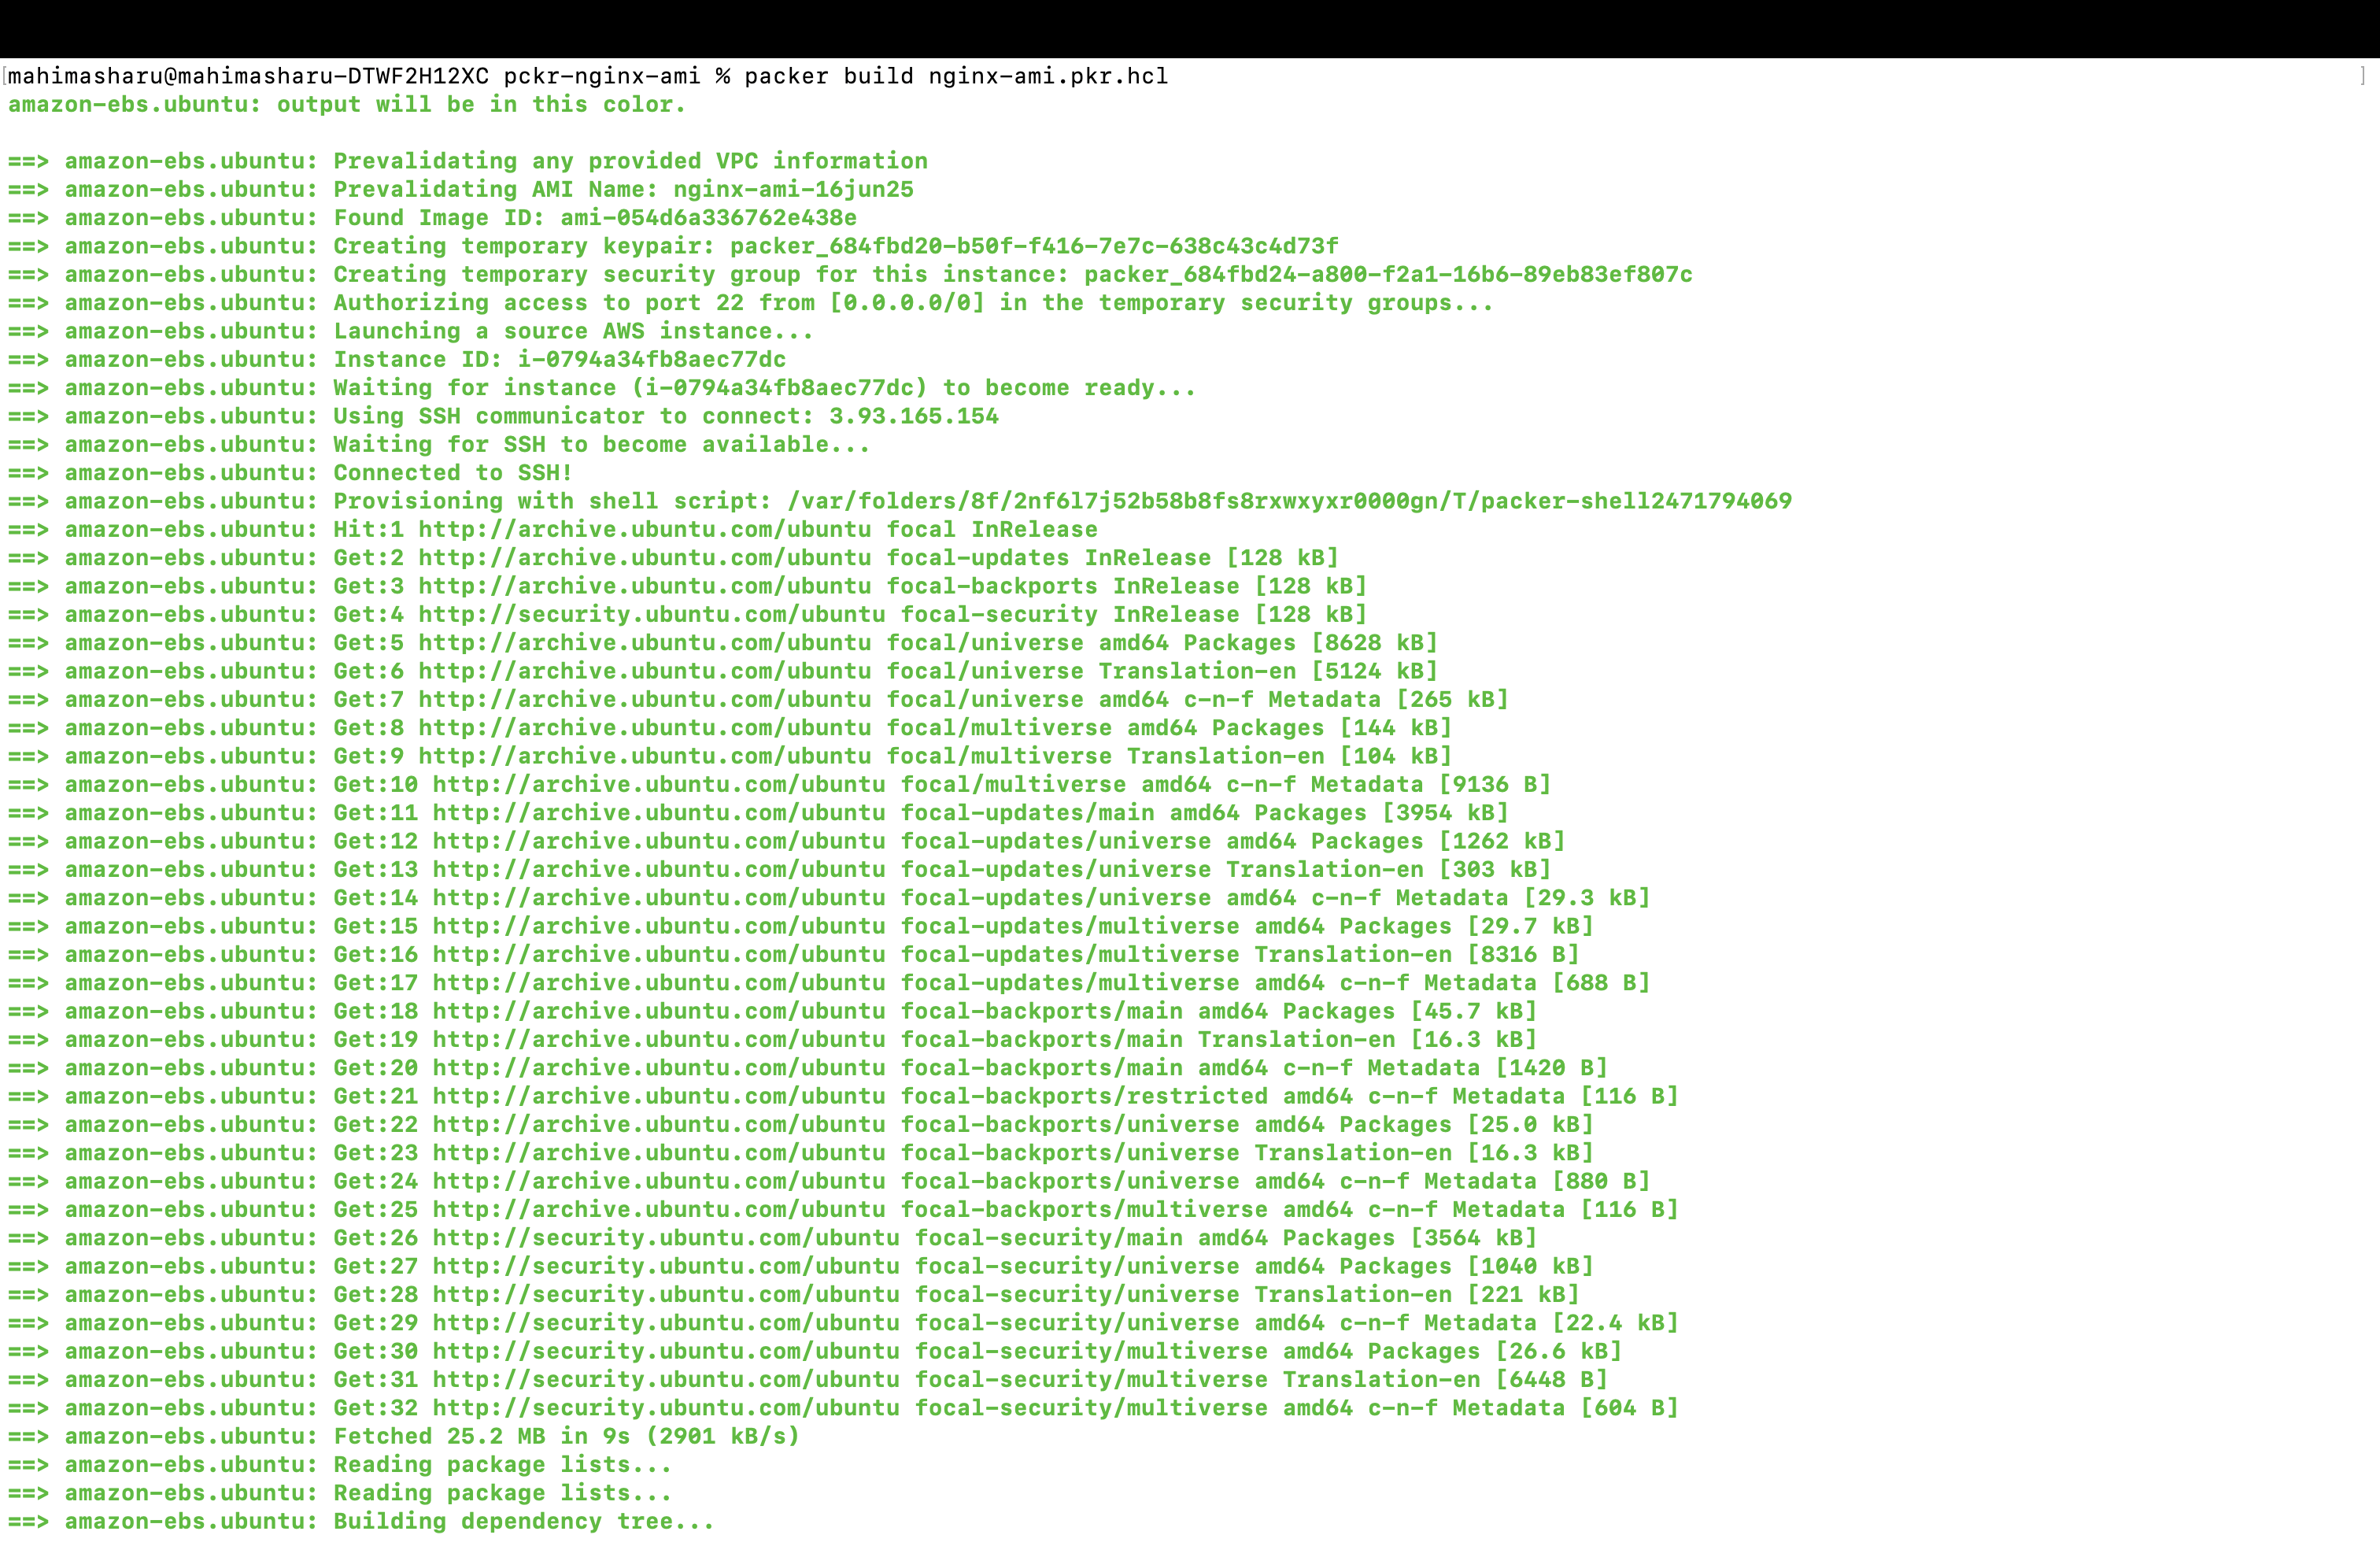 [mahimasharu@mahimasharu-DTWF2H12XC pckr-nginx-ami % packer build nginx-ami.pkr.hcl ]
amazon-ebs.ubuntu: output will be in this color.
==> amazon-ebs.ubuntu: Prevalidating any provided VPC information
==> amazon-ebs.ubuntu: Prevalidating AMI Name: nginx-ami-16jun25
==> amazon-ebs.ubuntu: Found Image ID: ami-054d6a336762e438e
==> amazon-ebs.ubuntu: Creating temporary keypair: packer_684fbd20-b50f-f416-7e7c-638c43c4d73f
==> amazon-ebs.ubuntu: Creating temporary security group for this instance: packer_684fbd24-a800-f2a1-16b6-89eb83ef807c
==> amazon-ebs.ubuntu: Authorizing access to port 22 from [0.0.0.0/0] in the temporary security groups...
==> amazon-ebs.ubuntu: Launching a source AWS instance...
==> amazon-ebs.ubuntu: Instance ID: i-0794a34fb8aec77dc
==> amazon-ebs.ubuntu: Waiting for instance (i-0794a34fb8aec77dc) to become ready...
==> amazon-ebs.ubuntu: Using SSH communicator to connect: 3.93.165.154
==> amazon-ebs.ubuntu: Waiting for SSH to become available...
==> amazon-ebs.ubuntu: Connected to SSH!
==> amazon-ebs.ubuntu: Provisioning with shell script: /var/folders/8f/2nf6l7j52b58b8fs8rxwxyxr0000gn/T/packer-shell2471794069
==> amazon-ebs.ubuntu: Hit:1 http://archive.ubuntu.com/ubuntu focal InRelease
==> amazon-ebs.ubuntu: Get:2 http://archive.ubuntu.com/ubuntu focal-updates InRelease [128 kB]
==> amazon-ebs.ubuntu: Get:3 http://archive.ubuntu.com/ubuntu focal-backports InRelease [128 kB]
==> amazon-ebs.ubuntu: Get:4 http://security.ubuntu.com/ubuntu focal-security InRelease [128 kB]
==> amazon-ebs.ubuntu: Get:5 http://archive.ubuntu.com/ubuntu focal/universe amd64 Packages [8628 kB]
==> amazon-ebs.ubuntu: Get:6 http://archive.ubuntu.com/ubuntu focal/universe Translation-en [5124 kB]
==> amazon-ebs.ubuntu: Get:7 http://archive.ubuntu.com/ubuntu focal/universe amd64 c-n-f Metadata [265 kB]
==> amazon-ebs.ubuntu: Get:8 http://archive.ubuntu.com/ubuntu focal/multiverse amd64 Packages [144 kB]
==> amazon-ebs.ubuntu: Get:9 http://archive.ubuntu.com/ubuntu focal/multiverse Translation-en [104 kB]
==> amazon-ebs.ubuntu: Get:10 http://archive.ubuntu.com/ubuntu focal/multiverse amd64 c-n-f Metadata [9136 B]
==> amazon-ebs.ubuntu: Get:11 http://archive.ubuntu.com/ubuntu focal-updates/main amd64 Packages [3954 kB]
==> amazon-ebs.ubuntu: Get:12 http://archive.ubuntu.com/ubuntu focal-updates/universe amd64 Packages [1262 kB]
==> amazon-ebs.ubuntu: Get:13 http://archive.ubuntu.com/ubuntu focal-updates/universe Translation-en [303 kB]
==> amazon-ebs.ubuntu: Get:14 http://archive.ubuntu.com/ubuntu focal-updates/universe amd64 c-n-f Metadata [29.3 kB]
==> amazon-ebs.ubuntu: Get:15 http://archive.ubuntu.com/ubuntu focal-updates/multiverse amd64 Packages [29.7 kB]
==> amazon-ebs.ubuntu: Get:16 http://archive.ubuntu.com/ubuntu focal-updates/multiverse Translation-en [8316 B]
==> amazon-ebs.ubuntu: Get:17 http://archive.ubuntu.com/ubuntu focal-updates/multiverse amd64 c-n-f Metadata [688 B]
==> amazon-ebs.ubuntu: Get:18 http://archive.ubuntu.com/ubuntu focal-backports/main amd64 Packages [45.7 kB]
==> amazon-ebs.ubuntu: Get:19 http://archive.ubuntu.com/ubuntu focal-backports/main Translation-en [16.3 kB]
==> amazon-ebs.ubuntu: Get:20 http://archive.ubuntu.com/ubuntu focal-backports/main amd64 c-n-f Metadata [1420 B]
==> amazon-ebs.ubuntu: Get:21 http://archive.ubuntu.com/ubuntu focal-backports/restricted amd64 c-n-f Metadata [116 B]
==> amazon-ebs.ubuntu: Get:22 http://archive.ubuntu.com/ubuntu focal-backports/universe amd64 Packages [25.0 kB]
==> amazon-ebs.ubuntu: Get:23 http://archive.ubuntu.com/ubuntu focal-backports/universe Translation-en [16.3 kB]
==> amazon-ebs.ubuntu: Get:24 http://archive.ubuntu.com/ubuntu focal-backports/universe amd64 c-n-f Metadata [880 B]
==> amazon-ebs.ubuntu: Get:25 http://archive.ubuntu.com/ubuntu focal-backports/multiverse amd64 c-n-f Metadata [116 B]
==> amazon-ebs.ubuntu: Get:26 http://security.ubuntu.com/ubuntu focal-security/main amd64 Packages [3564 kB]
==> amazon-ebs.ubuntu: Get:27 http://security.ubuntu.com/ubuntu focal-security/universe amd64 Packages [1040 kB]
==> amazon-ebs.ubuntu: Get:28 http://security.ubuntu.com/ubuntu focal-security/universe Translation-en [221 kB]
==> amazon-ebs.ubuntu: Get:29 http://security.ubuntu.com/ubuntu focal-security/universe amd64 c-n-f Metadata [22.4 kB]
==> amazon-ebs.ubuntu: Get:30 http://security.ubuntu.com/ubuntu focal-security/multiverse amd64 Packages [26.6 kB]
==> amazon-ebs.ubuntu: Get:31 http://security.ubuntu.com/ubuntu focal-security/multiverse Translation-en [6448 B]
==> amazon-ebs.ubuntu: Get:32 http://security.ubuntu.com/ubuntu focal-security/multiverse amd64 c-n-f Metadata [604 B]
==> amazon-ebs.ubuntu: Fetched 25.2 MB in 9s (2901 kB/s)
==> amazon-ebs.ubuntu: Reading package lists...
==> amazon-ebs.ubuntu: Reading package lists...
==> amazon-ebs.ubuntu: Building dependency tree...